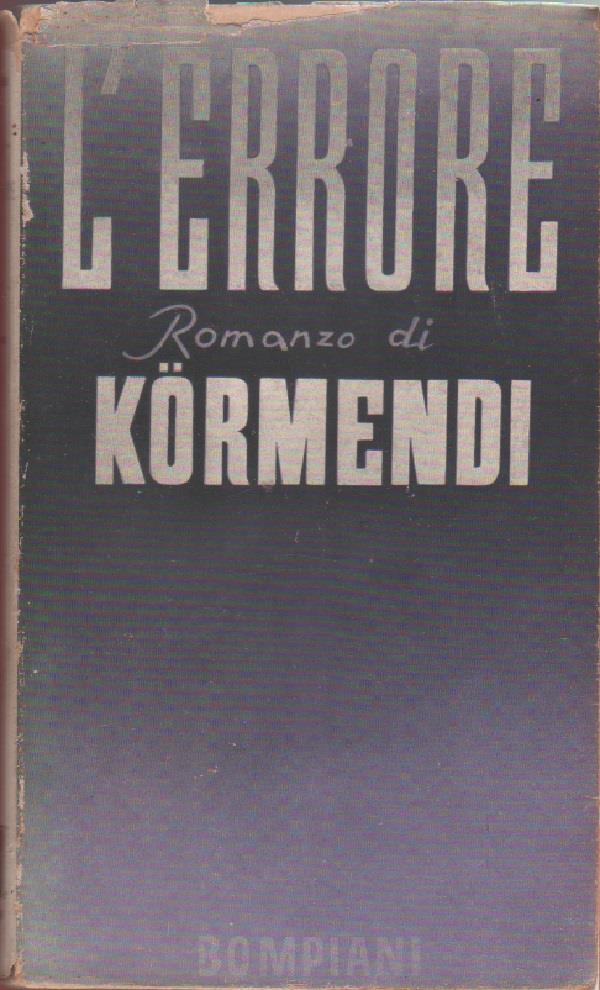 L'ERRORE
Romanzo di
KÖRMENDI
BOMPIANI